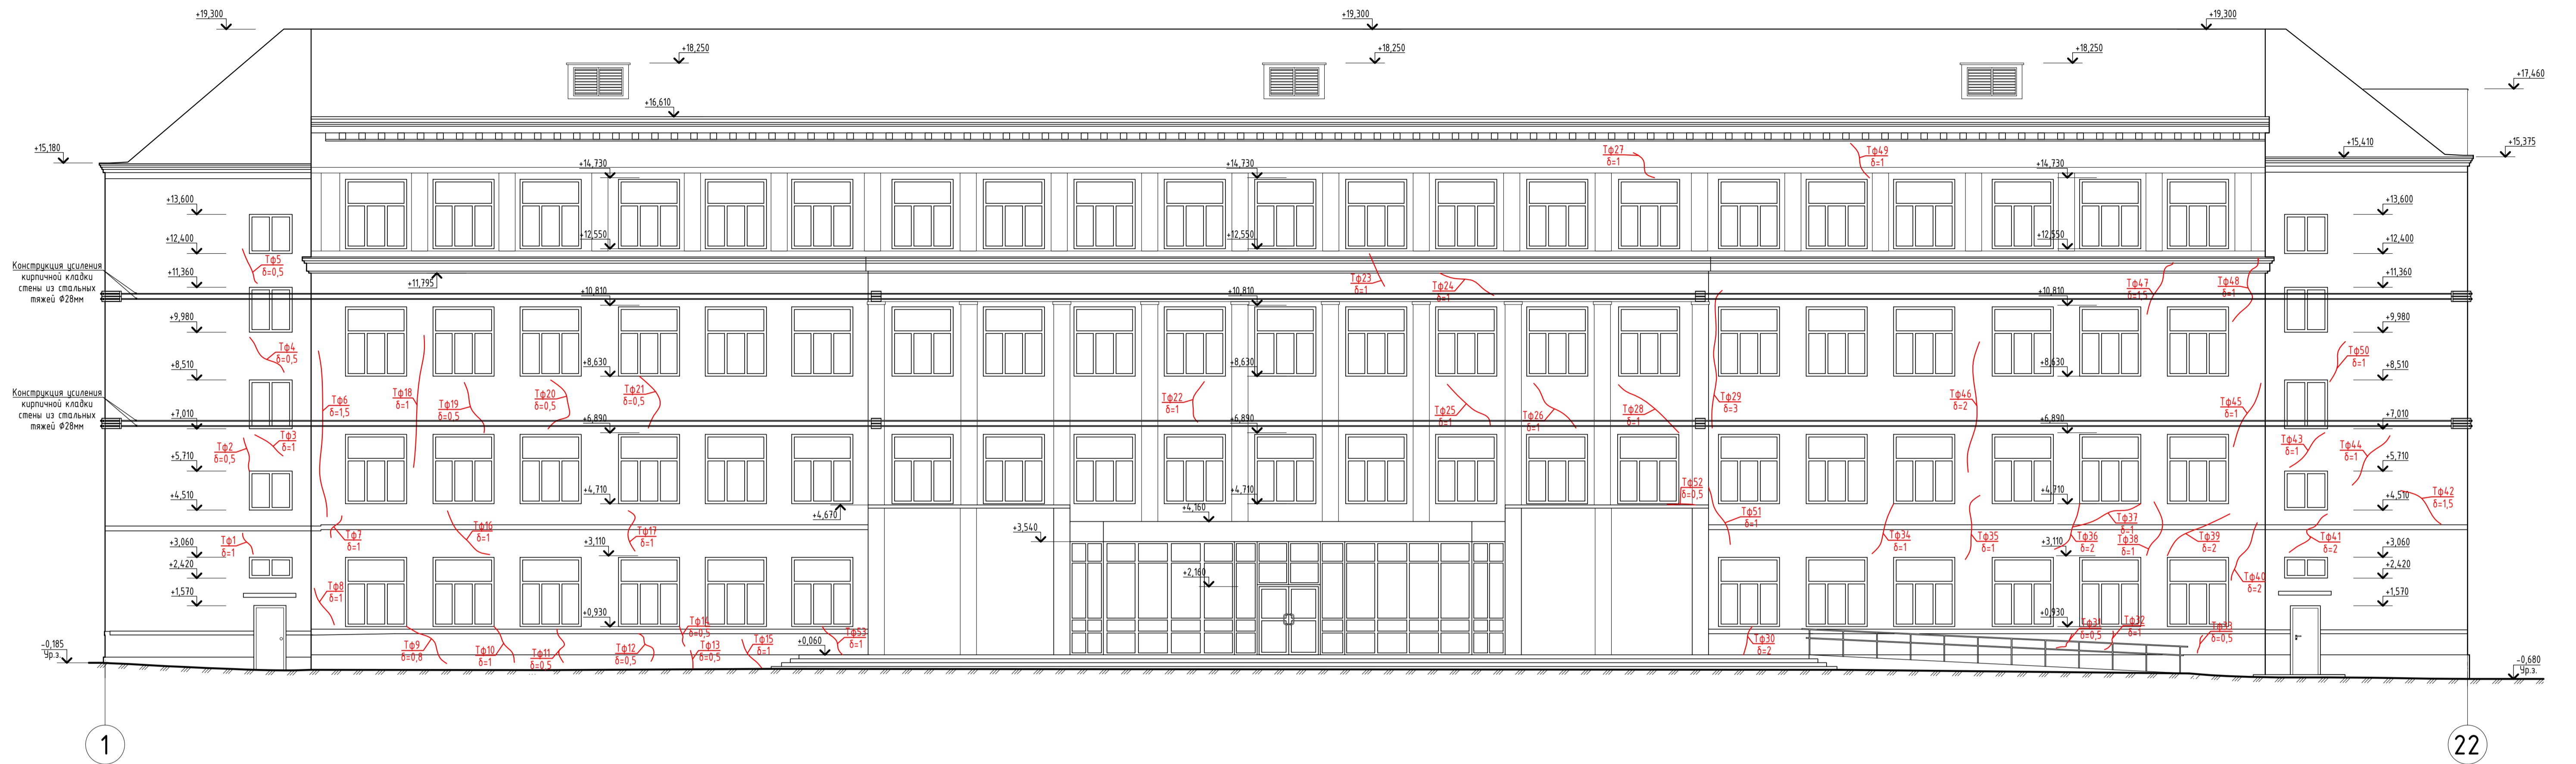 +19,300
+19,300
+19,300
+18,250
+18,250
+18,250
+17,460
+16,610
+15,180
+15,410
+15,375
Тф27
δ=1
Тф49
δ=1
+14,730
+14,730
+14,730
+13,600
+13,600
+12,400
+12,550
+12,550
+12,550
+12,400
Тф5
δ=0,5
Конструкция усиления
кирпичной кладки
стены из стальных
тяжей Ф28мм
+11,360
+11,795
Тф23
δ=1
Тф24
δ=1
Тф47
δ=1,5
Тф48
δ=1
+11,360
+10,810
+10,810
+10,810
+9,980
+9,980
Тф4
δ=0,5
+8,510
+8,630
+8,630
+8,630
Тф50
δ=1
+8,510
Конструкция усиления
кирпичной кладки
стены из стальных
тяжей Ф28мм
+7,010
Тф6
δ=1,5
Тф18
δ=1
Тф19
δ=0,5
Тф20
δ=0,5
Тф21
δ=0,5
Тф22
δ=1
Тф25
δ=1
Тф26
δ=1
Тф28
δ=1
Тф29
δ=3
Тф46
δ=2
Тф45
δ=1
+7,010
+6,890
+6,890
+6,890
Тф2
δ=0,5
Тф3
δ=1
Тф43
δ=1
Тф44
δ=1
+5,710
+5,710
+4,510
+4,710
+4,710
+4,710
+4,510
Тф52
δ=0,5
Тф42
δ=1,5
+4,670
+4,160
Тф51
δ=1
+3,540
Тф1
δ=1
Тф7
δ=1
Тф16
δ=1
Тф17
δ=1
Тф34
δ=1
Тф35
δ=1
Тф36
δ=2
Тф37
δ=1
Тф38
δ=1
Тф39
δ=2
Тф41
δ=2
+3,060
+3,110
+3,110
+3,060
+2,420
+2,160
+2,420
Тф40
δ=2
+1,570
Тф8
δ=1
+1,570
+0,930
+0,930
Тф9
δ=0,8
Тф10
δ=1
Тф11
δ=0,5
Тф12
δ=0,5
Тф14
δ=0,5
Тф13
δ=0,5
Тф15
δ=1
Тф53
δ=1
+0,060
Тф30
δ=2
Тф31
δ=0,5
Тф32
δ=1
Тф33
δ=0,5
-0,185
Ур.з.
-0,680
Ур.з.
1
22